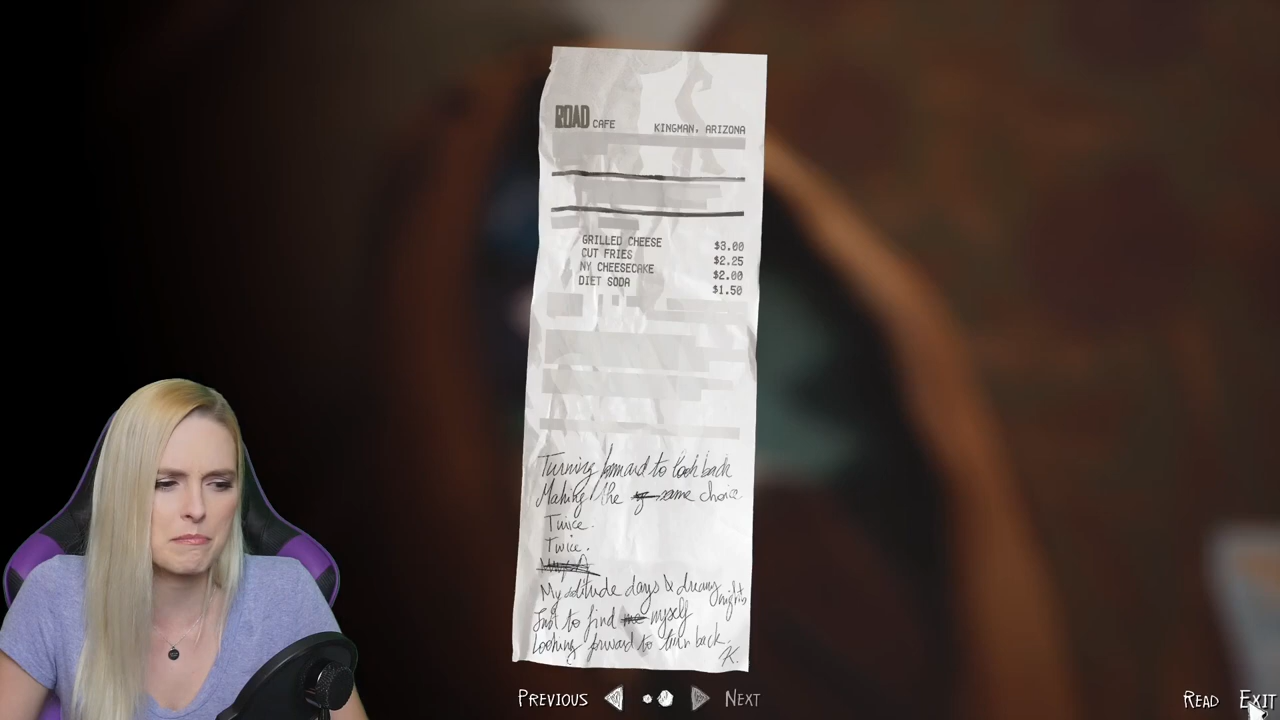 ROAD CAFE KINGMAN, ARIZONA
GRILLED CHEESE $3.00
CUT FRIES $2.25
NY CHEESECAKE $2.00
DIET SODA $1.50
Turning forward to look back
Making the same choice.
Twice.
Twice.
My solitude days & dreamy nights
Just to find me myself
Looking forward to turn back.
K.
PREVIOUS NEXT READ EXIT